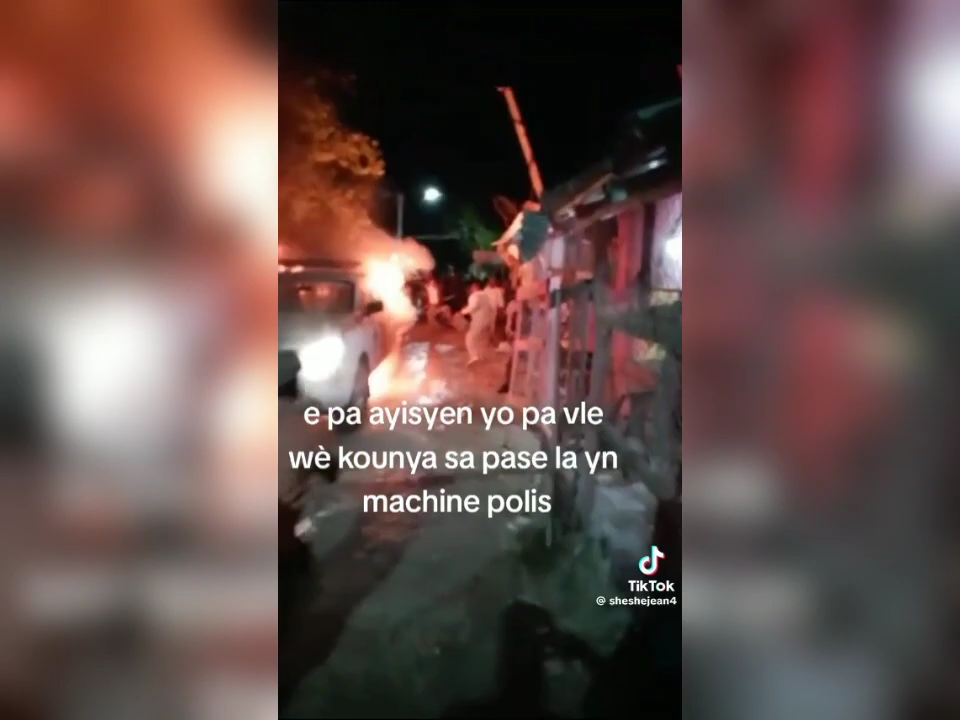 e pa ayisyen yo pa vle
wè kounya sa pase la yn
machine polis
TikTok
@ sheshejean4